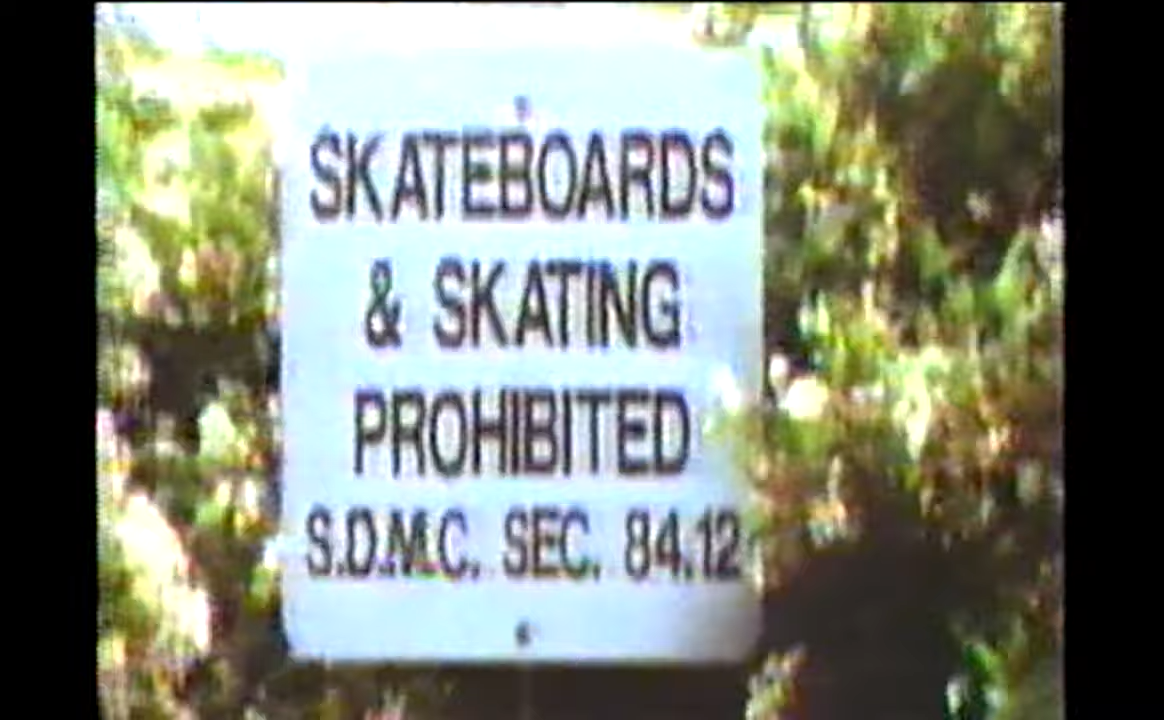 SKATEBOARDS
& SKATING
PROHIBITED
S.D.M.C. SEC. 84.12